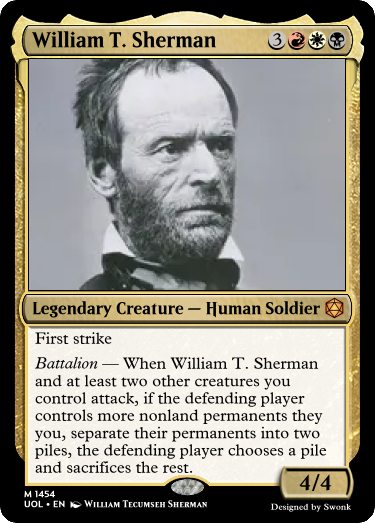 William T. Sherman 3
Legendary Creature — Human Soldier
First strike
Battalion — When William T. Sherman
and at least two other creatures you
control attack, if the defending player
controls more nonland permanents they
you, separate their permanents into two
piles, the defending player chooses a pile
and sacrifices the rest.
4/4
M 1454
UOL • EN William Tecumseh Sherman
Designed by Swonk